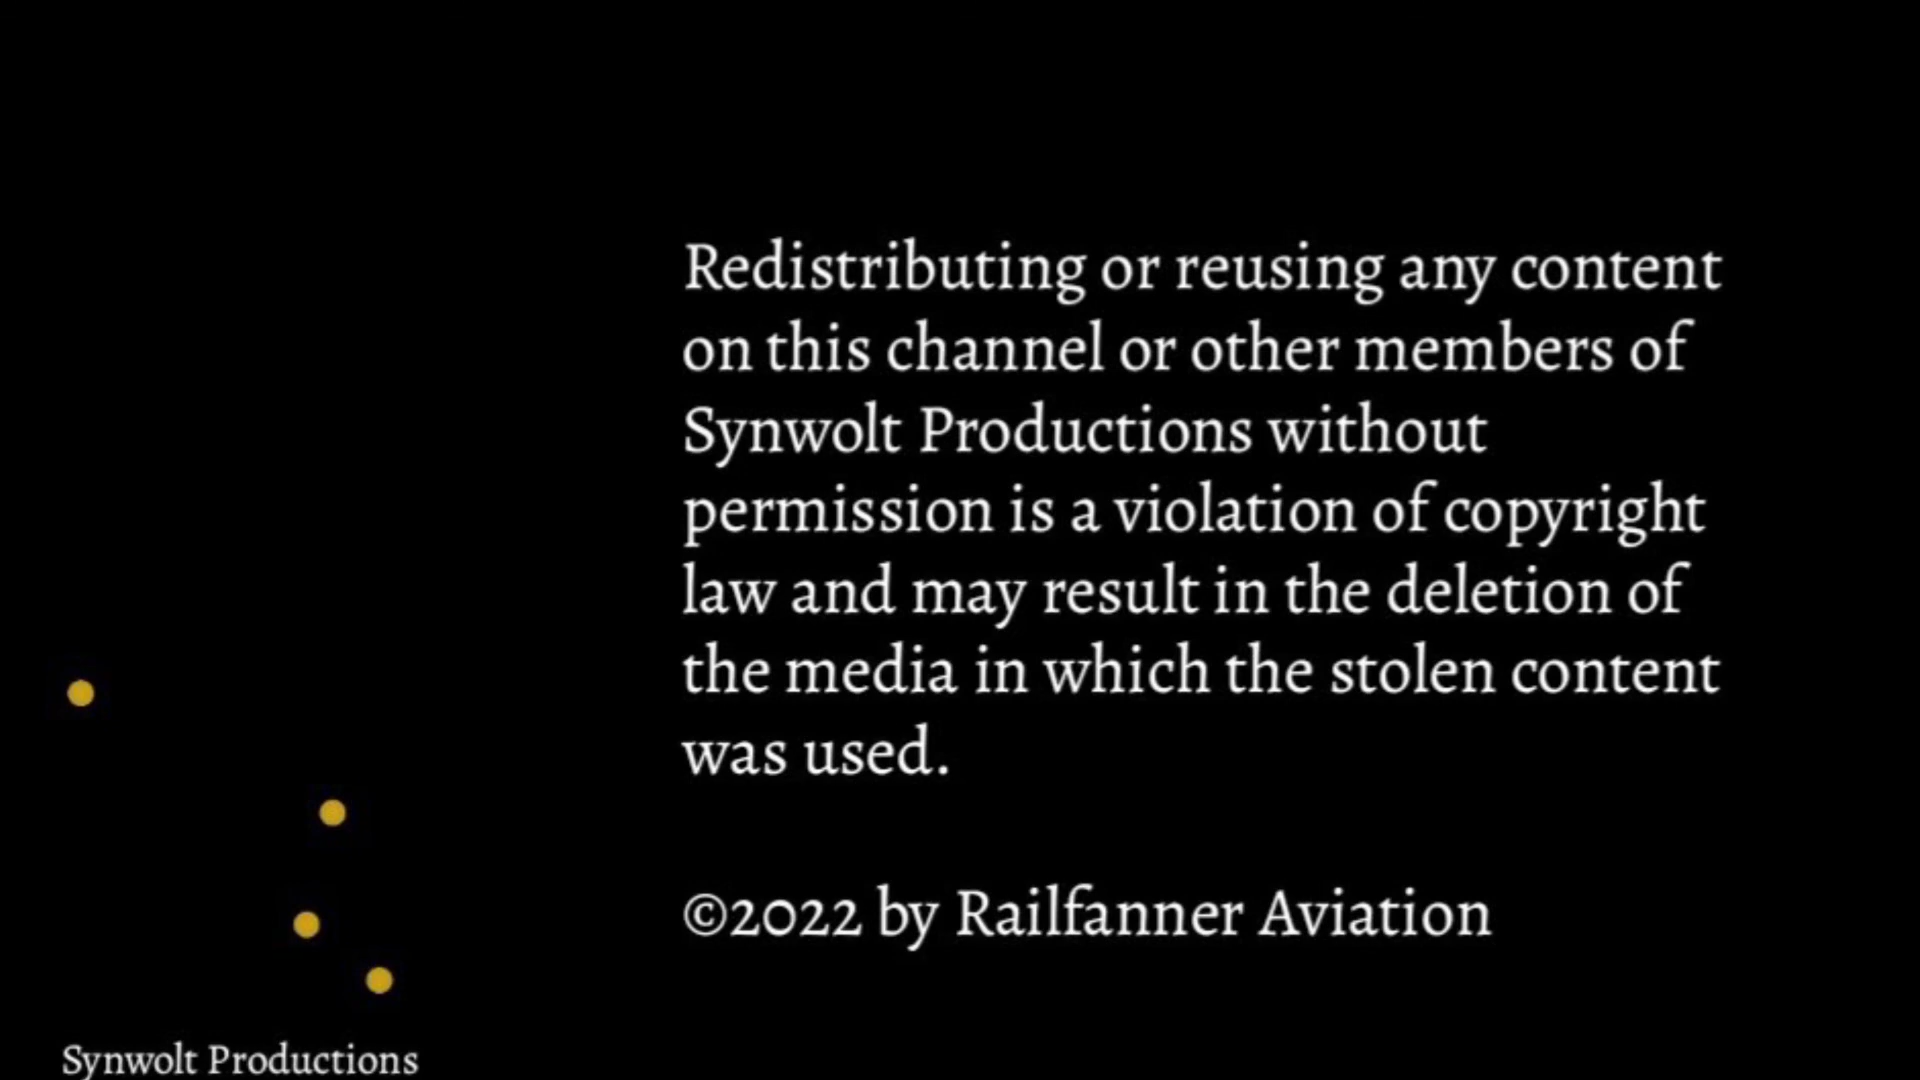 Redistributing or reusing any content
on this channel or other members of
Synwolt Productions without
permission is a violation of copyright
law and may result in the deletion of
the media in which the stolen content
was used.
©2022 by Railfanner Aviation
Synwolt Productions